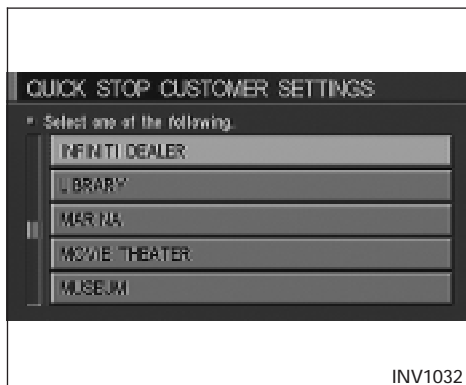 QUICK STOP CUSTOMER SETTINGS
Select one of the following.
INFINITI DEALER
LIBRARY
MARINA
MOVIE THEATER
MUSEUM
INV1032